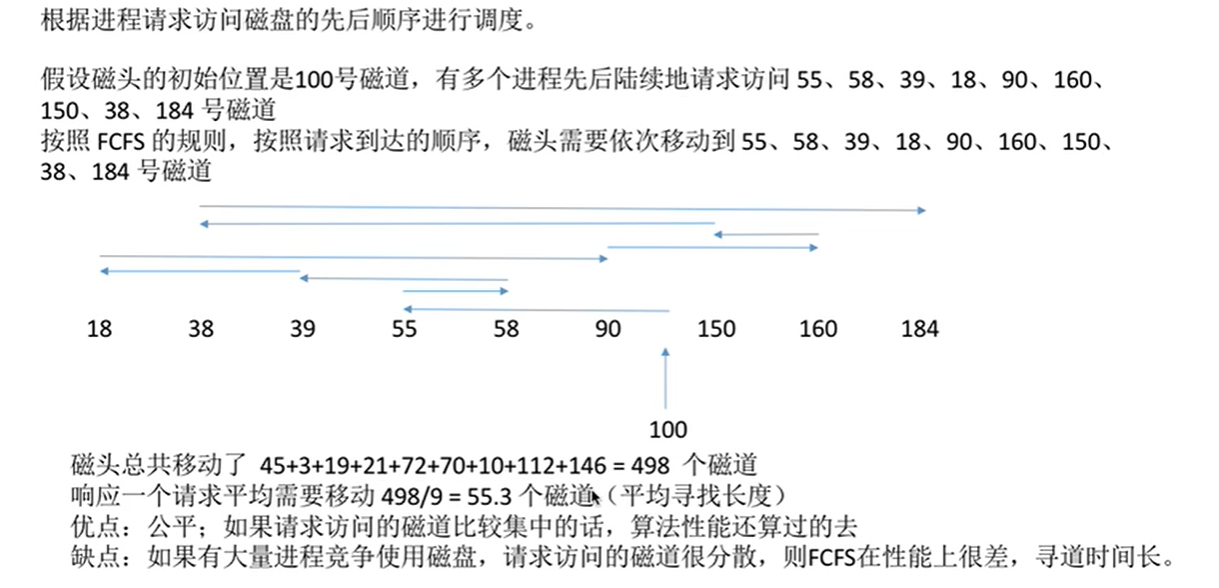 根据进程请求访问磁盘的先后顺序进行调度。
假设磁头的初始位置是100号磁道，有多个进程先后陆续地请求访问 55、58、39、18、90、160、
150、38、184 号磁道
按照 FCFS 的规则，按照请求到达的顺序，磁头需要依次移动到 55、58、39、18、90、160、150、
38、184 号磁道
18 38 39 55 58 90 150 160 184
100
磁头总共移动了 45+3+19+21+72+70+10+112+146 = 498 个磁道
响应一个请求平均需要移动 498/9 = 55.3 个磁道（平均寻找长度）
优点：公平；如果请求访问的磁道比较集中的话，算法性能还算过的去
缺点：如果有大量进程竞争使用磁盘，请求访问的磁道很分散，则FCFS在性能上很差，寻道时间长。